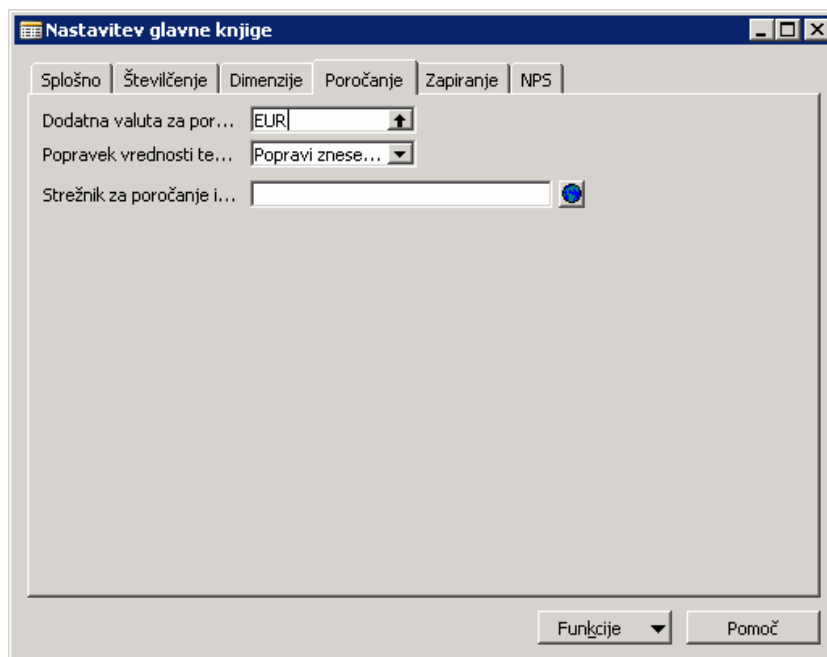 Nastavitev glavne knjige
Splošno Številčenje Dimenzije Poročanje Zapiranje NPS
Dodatna valuta za por... EUR
Popravek vrednosti te... Popravi znese...
Strežnik za poročanje i...
Funkcije Pomoč